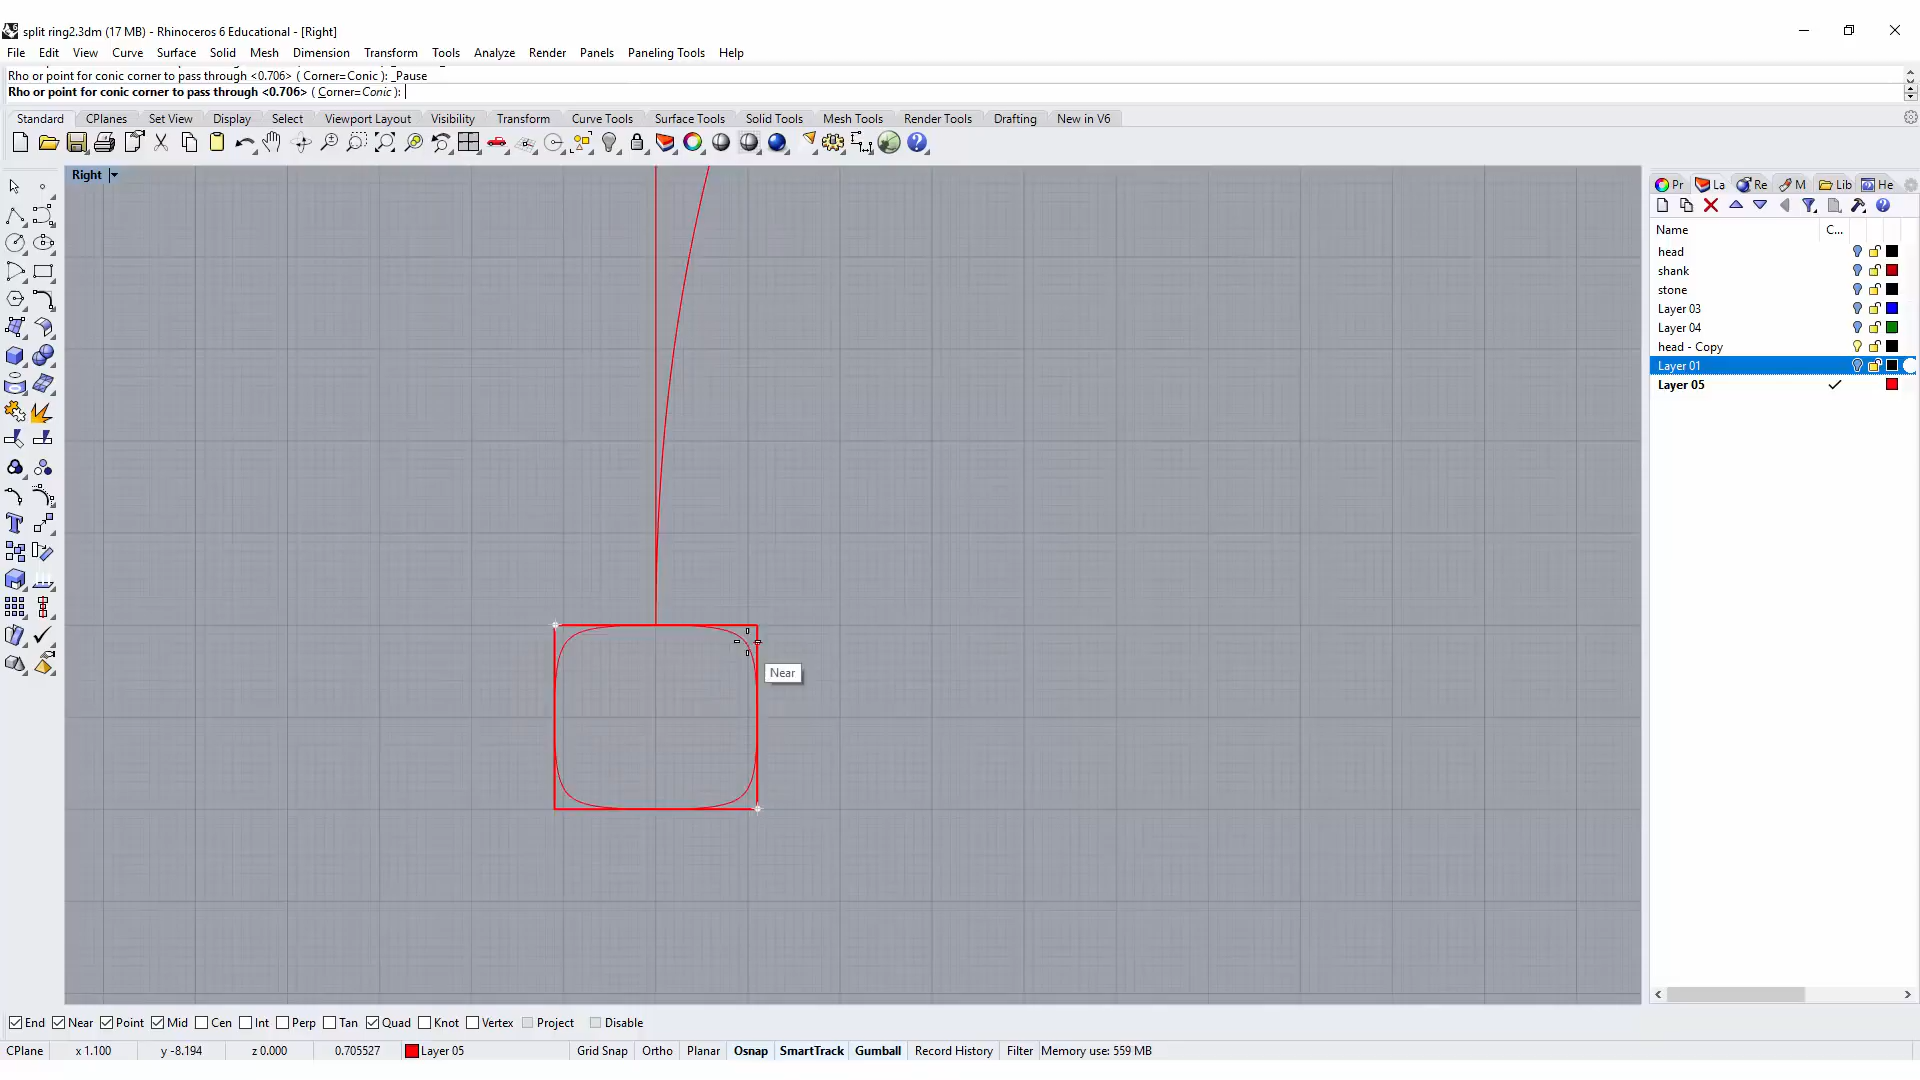 split ring2.3dm (17 MB) - Rhinoceros 6 Educational - [Right]
File Edit View Curve Surface Solid Mesh Dimension Transform Tools Analyze Render Panels Paneling Tools Help
Rho or point for conic corner to pass through <0.706> ( Corner=Conic ): _Pause
Rho or point for conic corner to pass through <0.706> ( Corner=Conic ):
Standard CPlanes Set View Display Select Viewport Layout Visibility Transform Curve Tools Surface Tools Solid Tools Mesh Tools Render Tools Drafting New in V6
Right
Pr La Re M Lib He
Name C...
head
shank
stone
Layer 03
Layer 04
head - Copy
Layer 01
Layer 05
Near
End Near Point Mid Cen Int Perp Tan Quad Knot Vertex Project Disable
CPlane x 1.100 y -8.194 z 0.000 0.705527 Layer 05 Grid Snap Ortho Planar Osnap SmartTrack Gumball Record History Filter Memory use: 559 MB